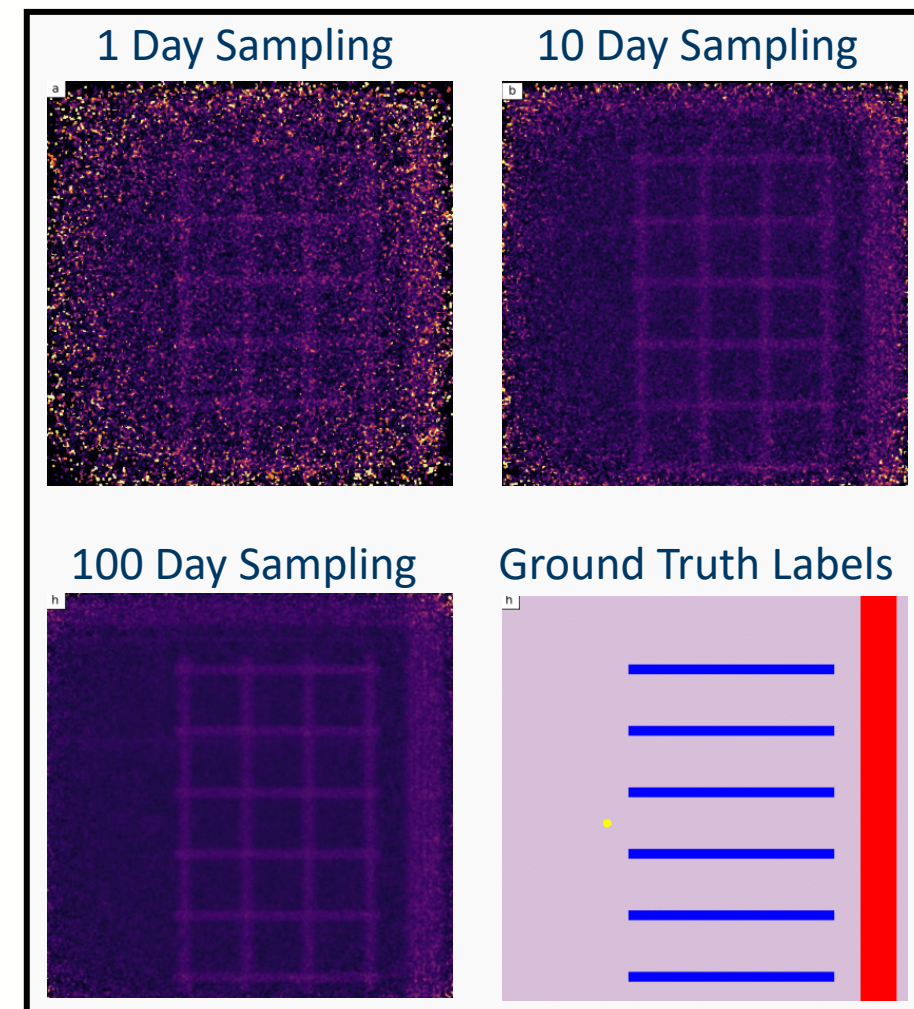 1 Day Sampling
10 Day Sampling
a
b
100 Day Sampling
Ground Truth Labels
h
h